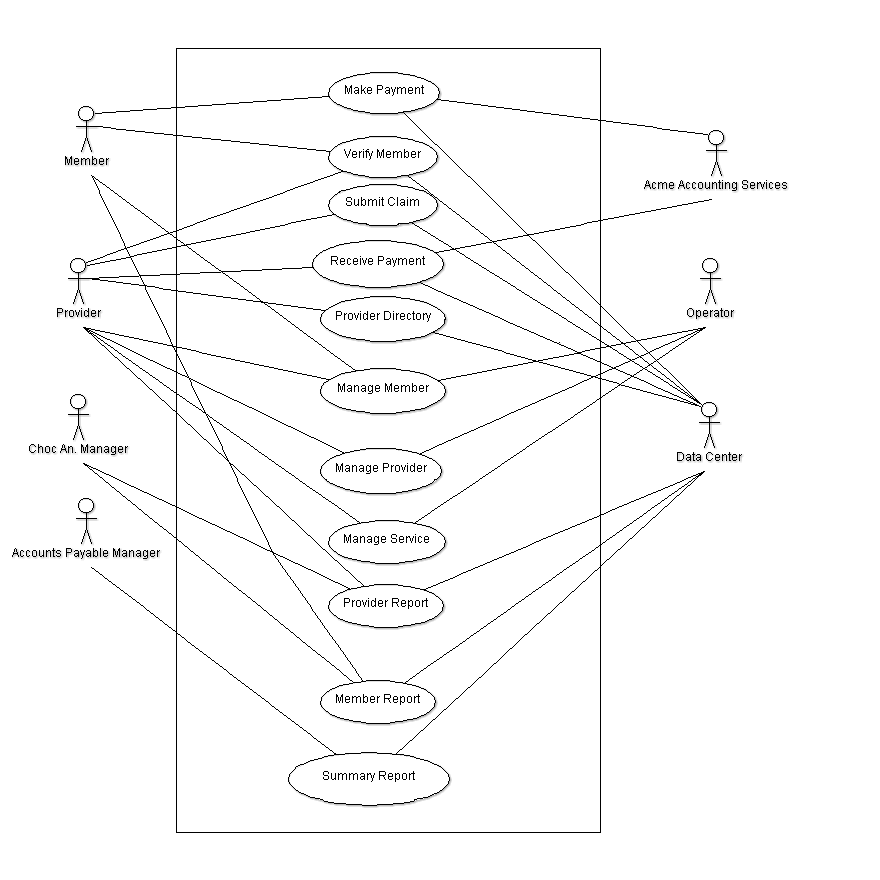 Make Payment
Member
Verify Member
Acme Accounting Services
Submit Claim
Receive Payment
Provider
Provider Directory
Operator
Manage Member
Choc An. Manager
Data Center
Manage Provider
Manage Service
Accounts Payable Manager
Provider Report
Member Report
Summary Report